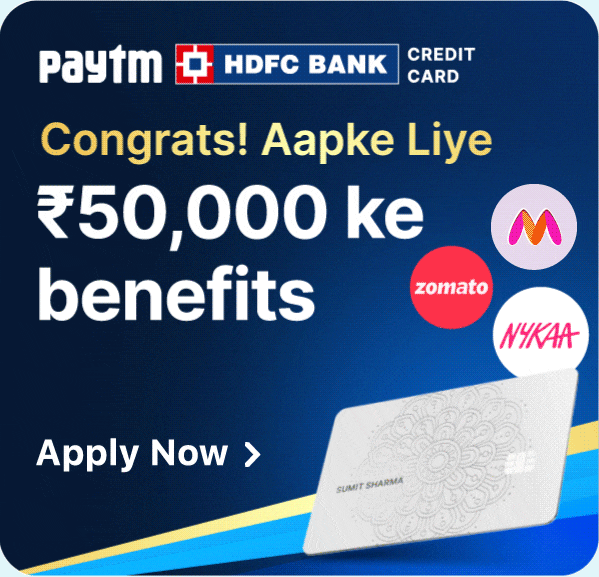 paytm HDFC BANK CREDIT CARD
Congrats! Aapke Liye
₹50,000 ke
benefits
M
zomato
NYKAA
SUMIT SHARMA
Apply Now >